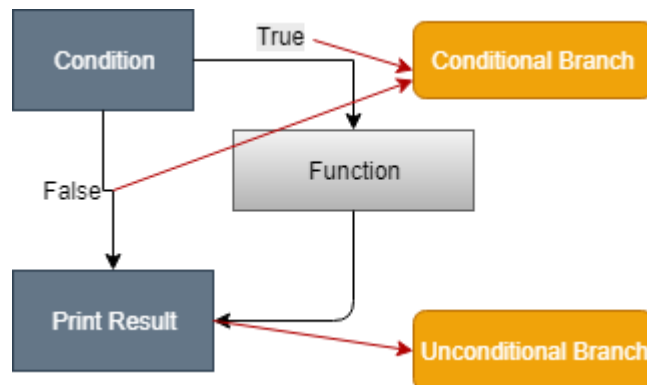 True
Condition
Conditional Branch
Function
False
Print Result
Unconditional Branch